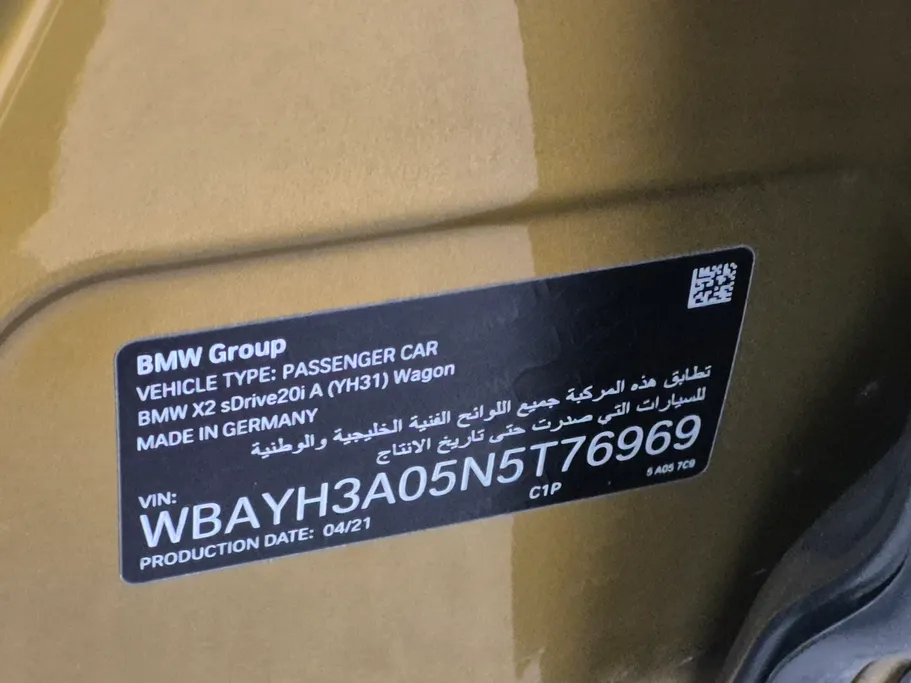 BMW Group
VEHICLE TYPE: PASSENGER CAR
BMW X2 sDrive20i A (YH31) Wagon
MADE IN GERMANY
تطابق هذه المركبة جميع اللوائح الفنية الخليجية والوطنية
للسيارات التي صدرت حتى تاريخ الانتاج
VIN:
WBAYH3A05N5T76969
PRODUCTION DATE: 04/21
C1P
5 A05 7C9